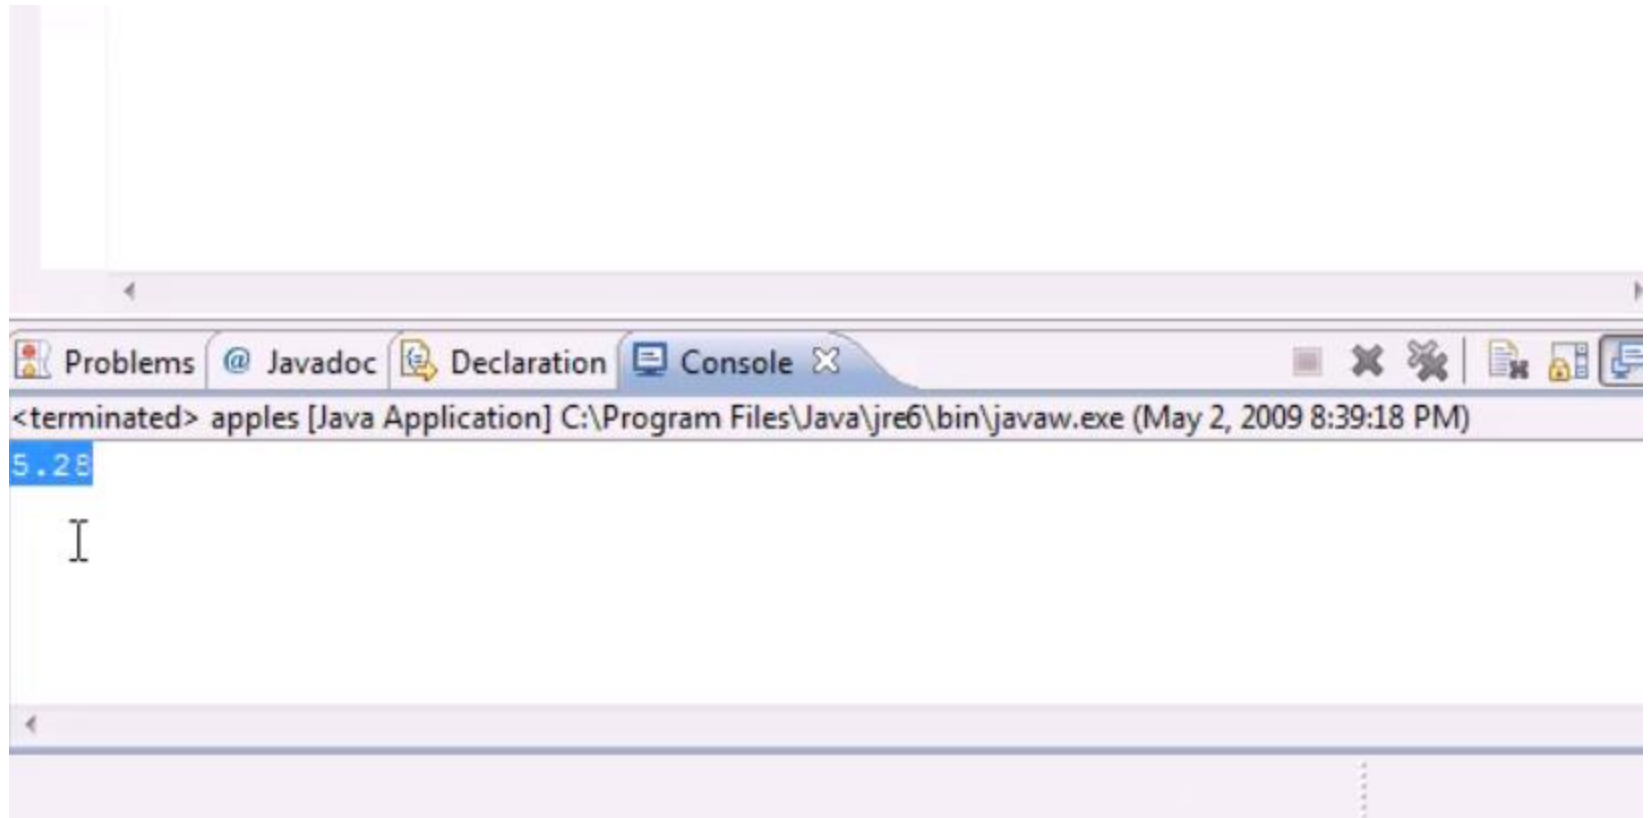 Problems @ Javadoc Declaration Console
<terminated> apples [Java Application] C:\Program Files\Java\jre6\bin\javaw.exe (May 2, 2009 8:39:18 PM)
5.28